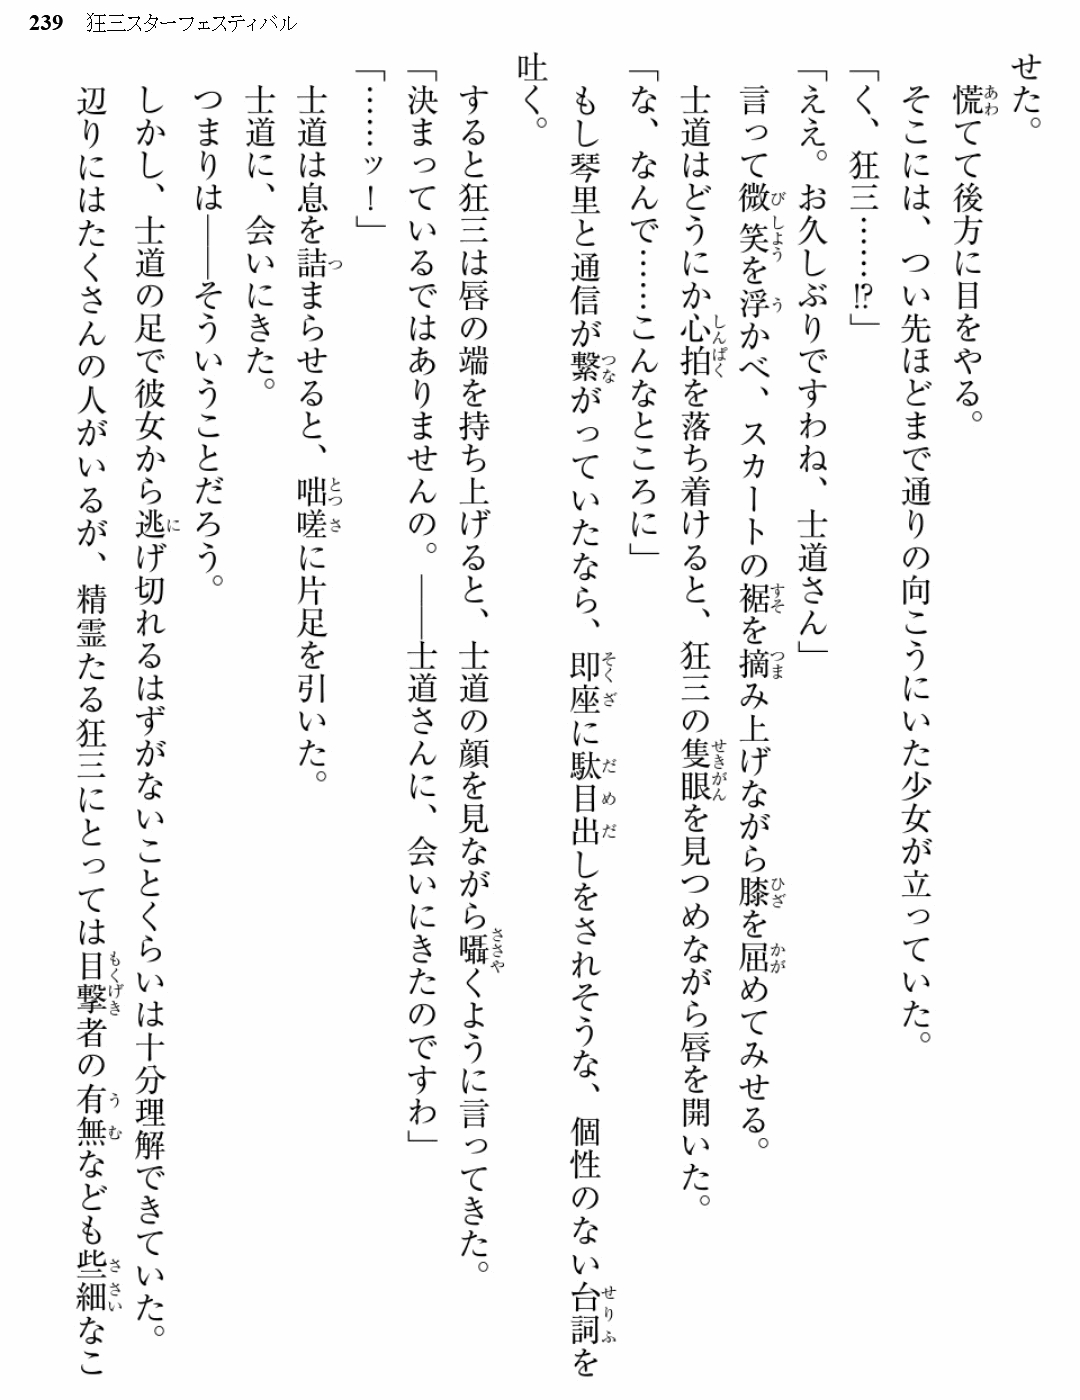 239 狂三スターフェスティバル
せた。
慌てて後方に目をやる。
そこには、つい先ほどまで通りの向こうにいた少女が立っていた。
「く、狂三……!?」
「ええ。お久しぶりですわね、士道さん」
言って微笑を浮かべ、スカートの裾を摘み上げながら膝を屈めてみせる。
士道はどうにか心拍を落ち着けると、狂三の隻眼を見つめながら唇を開いた。
「な、なんで……こんなところに」
もし琴里と通信が繋がっていたなら、即座に駄目出しをされそうな、個性のない台詞を
吐く。
すると狂三は唇の端を持ち上げると、士道の顔を見ながら囁くように言ってきた。
「決まっているではありませんの。――士道さんに、会いにきたのですわ」
「……ッ！」
士道は息を詰まらせると、咄嗟に片足を引いた。
士道に、会いにきた。
つまりは――そういうことだろう。
しかし、士道の足で彼女から逃げ切れるはずがないことくらいは十分理解できていた。
辺りにはたくさんの人がいるが、精霊たる狂三にとっては目撃者の有無なども些細なこ